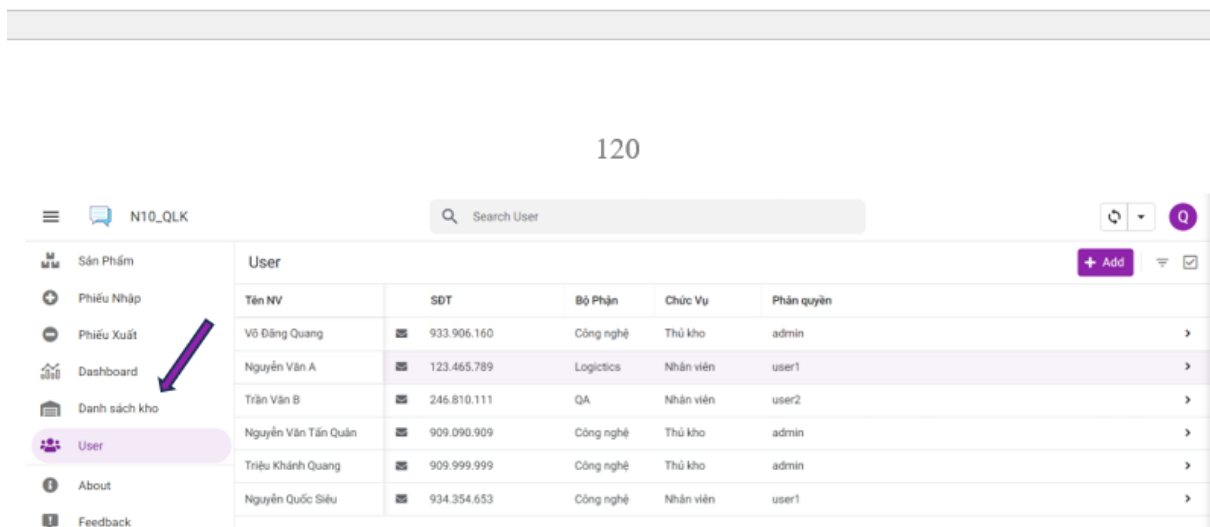 120
N10_QLK
Search User
Q
Sản Phẩm
User
+ Add
Phiếu Nhập
Tên NV SĐT Bộ Phận Chức Vụ Phân quyền
Phiếu Xuất
Võ Đăng Quang 933.906.160 Công nghệ Thủ kho admin
Dashboard
Nguyễn Văn A 123.465.789 Logictics Nhân viên user1
Danh sách kho
Trần Văn B 246.810.111 QA Nhân viên user2
User
Nguyễn Văn Tấn Quân 909.090.909 Công nghệ Thủ kho admin
Triệu Khánh Quang 909.999.999 Công nghệ Thủ kho admin
About
Nguyễn Quốc Siêu 934.354.653 Công nghệ Nhân viên user1
Feedback